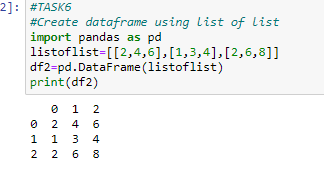 2]: #TASK6
#Create dataframe using list of list
import pandas as pd
listoflist=[[2,4,6],[1,3,4],[2,6,8]]
df2=pd.DataFrame(listoflist)
print(df2)
   0  1  2
0  2  4  6
1  1  3  4
2  2  6  8